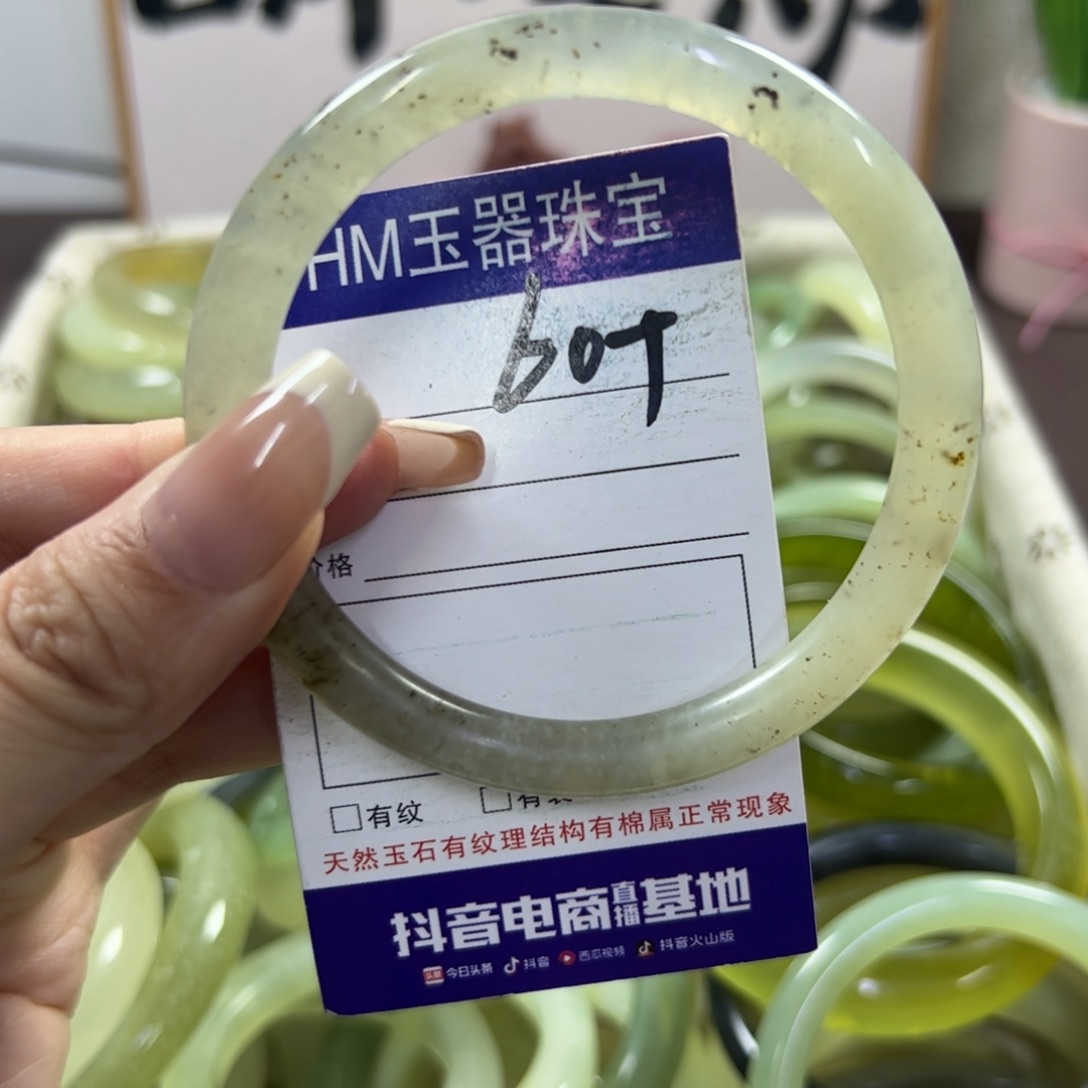 HM玉器珠宝
60T
价格
有纹
天然玉石有纹理结构有棉属正常现象
抖音电商直播基地
头条 今日头条 抖音 西瓜视频 抖音火山版